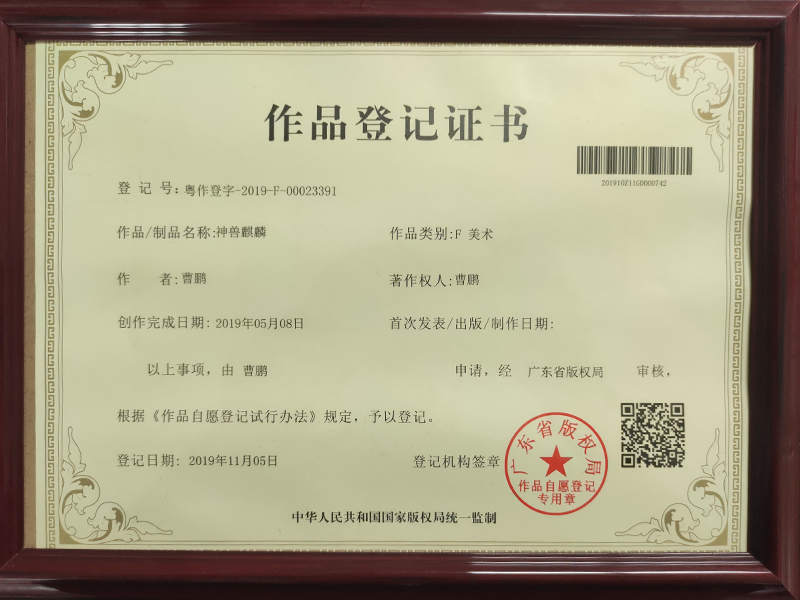 作品登记证书
201910Z11GD000742
登 记 号：粤作登字-2019-F-00023391
作品/制品名称:神兽麒麟 作品类别:F 美术
作 者:曹鹏 著作权人:曹鹏
创作完成日期: 2019年05月08日 首次发表/出版/制作日期:
以上事项，由 曹鹏 申请，经 广东省版权局 审核，
根据《作品自愿登记试行办法》规定，予以登记。
登记日期: 2019年11月05日 登记机构签章
广东省版权局
作品自愿登记
专用章
中华人民共和国国家版权局统一监制